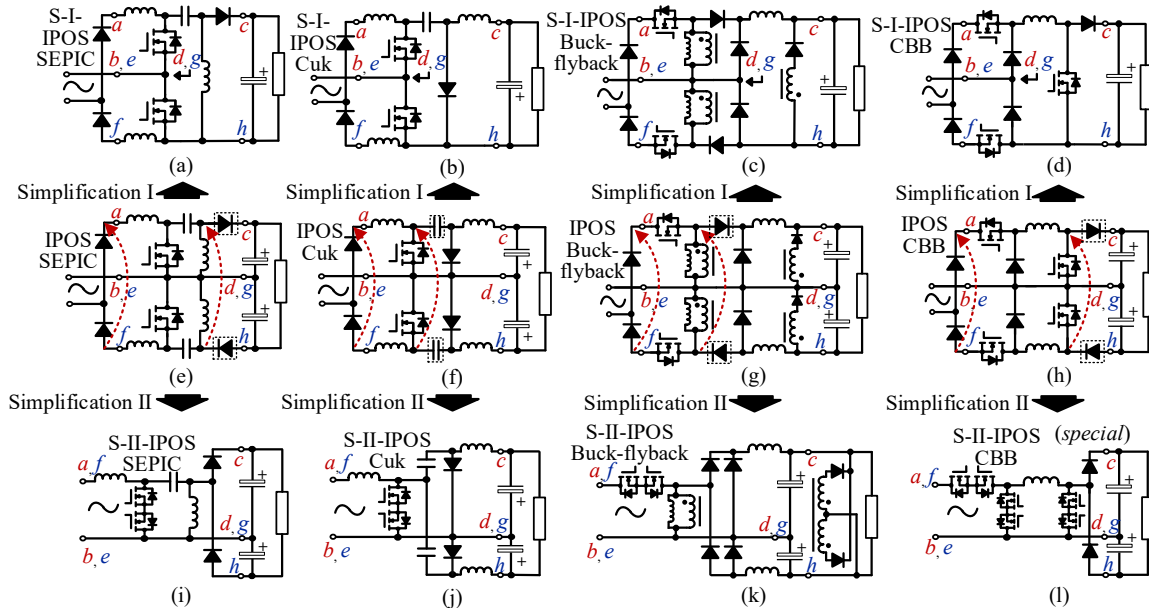 S-I-
IPOS
SEPIC
a
b, e
c
d, g
f
h
(a)
S-I-
IPOS
Cuk
a
b, e
c
d, g
f
h
(b)
S-I-IPOS
Buck-
flyback
a
b, e
c
d, g
f
h
(c)
S-I-IPOS
CBB
a
b, e
c
d, g
f
h
(d)
Simplification I
Simplification I
Simplification I
Simplification I
IPOS
SEPIC
a
b, e
c
d, g
f
h
(e)
IPOS
Cuk
a
b, e
c
d, g
f
h
(f)
IPOS
Buck-
flyback
a
b, e
c
d, g
f
h
(g)
IPOS
CBB
a
b, e
c
d, g
f
h
(h)
Simplification II
Simplification II
Simplification II
Simplification II
S-II-IPOS
SEPIC
a,f
b, e
c
d, g
h
(i)
S-II-IPOS
Cuk
a,f
b, e
c
d, g
h
(j)
S-II-IPOS
Buck-flyback
a,f
b, e
c
d, g
h
(k)
S-II-IPOS (special)
CBB
a,f
b, e
c
d, g
h
(l)